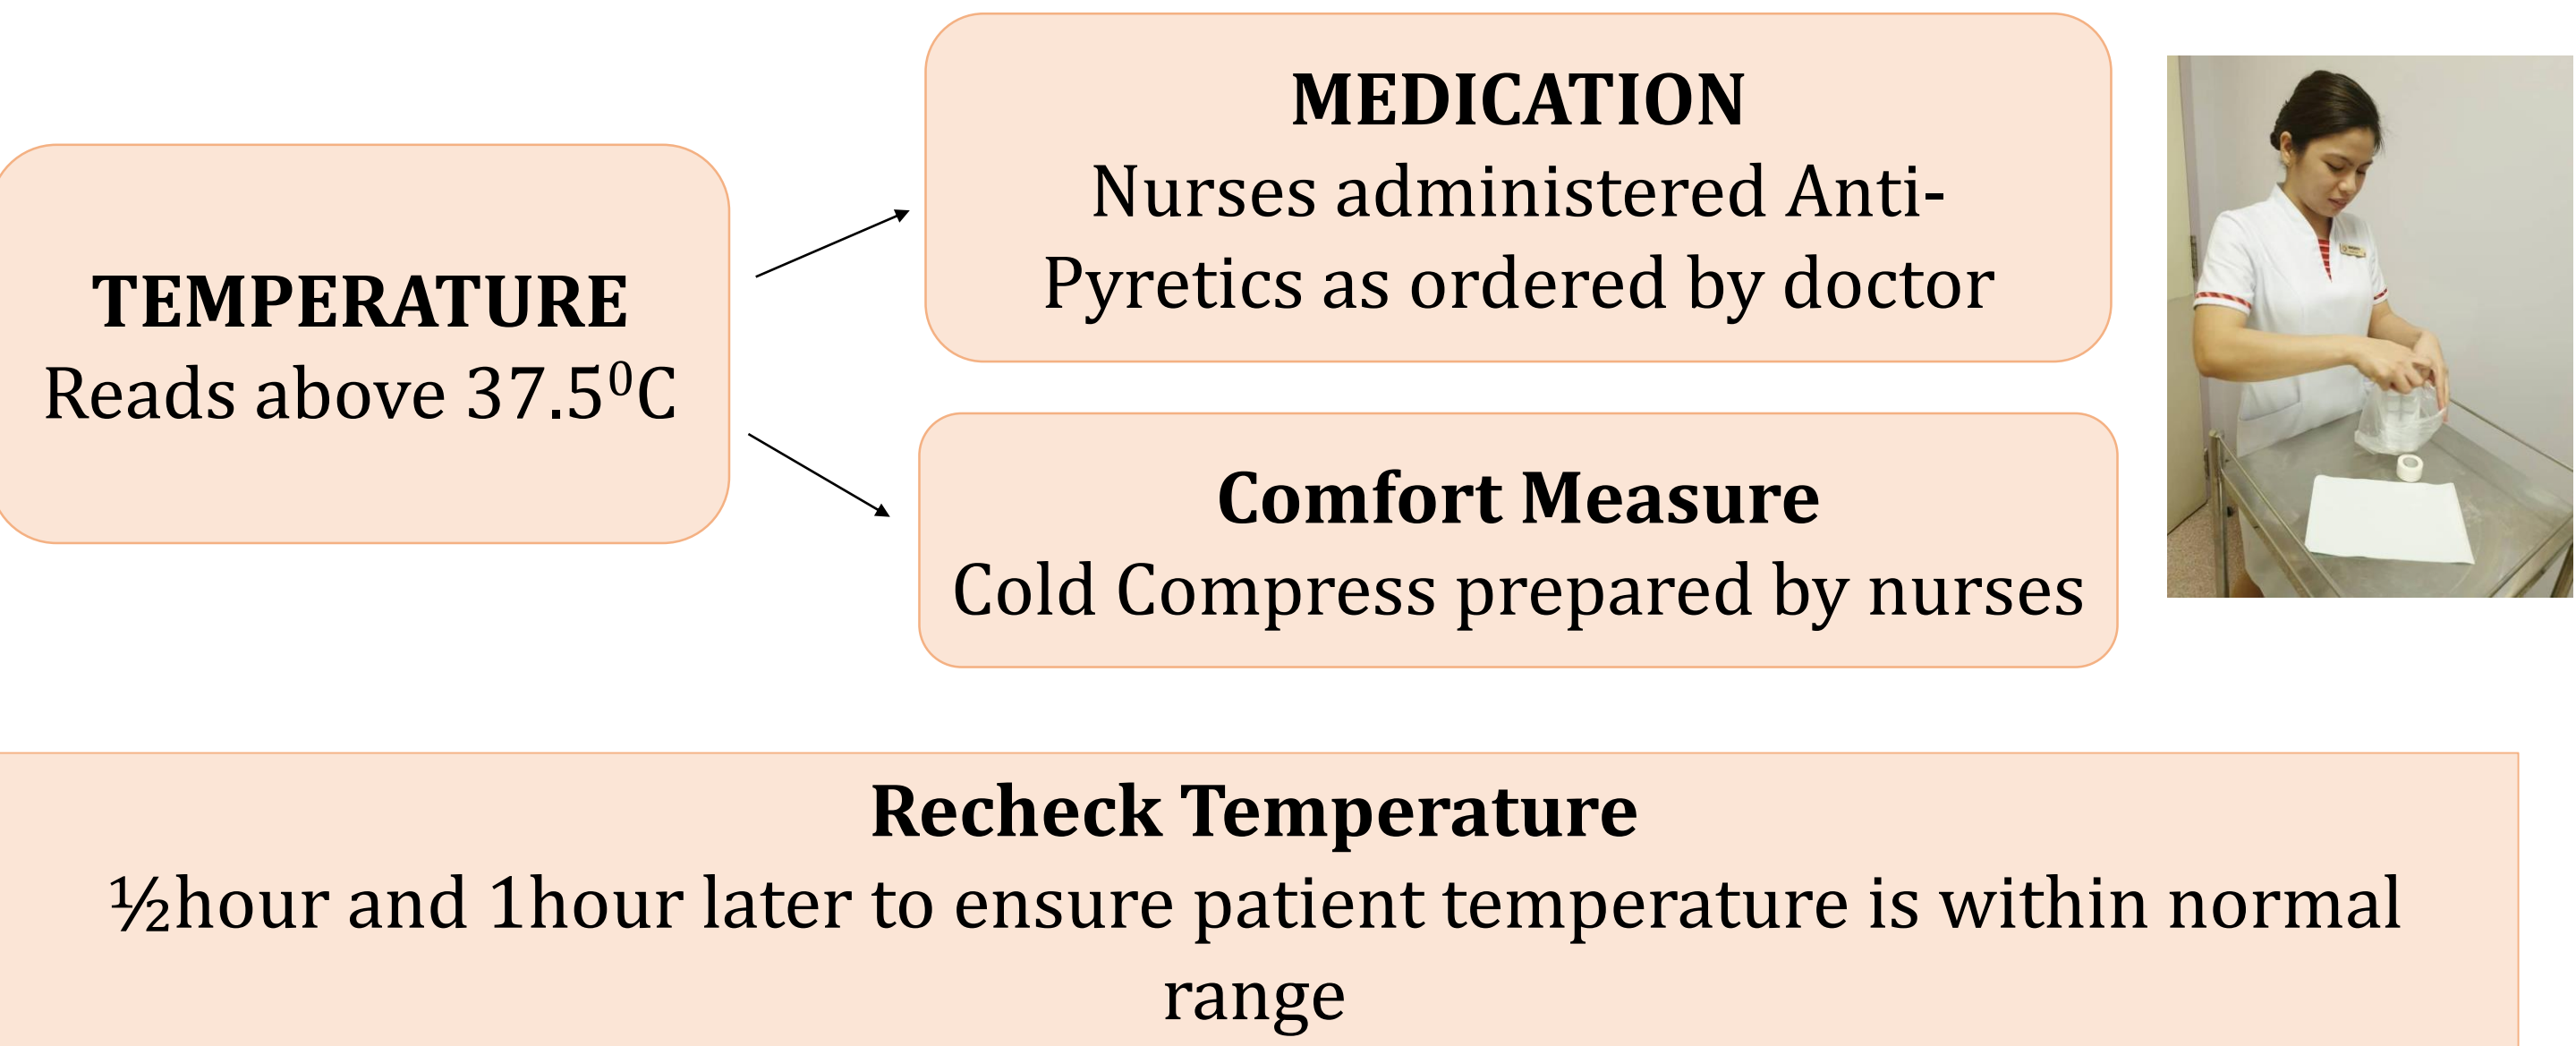 TEMPERATURE
Reads above 37.5⁰C
MEDICATION
Nurses administered Anti-
Pyretics as ordered by doctor
Comfort Measure
Cold Compress prepared by nurses
Recheck Temperature
½hour and 1hour later to ensure patient temperature is within normal
range